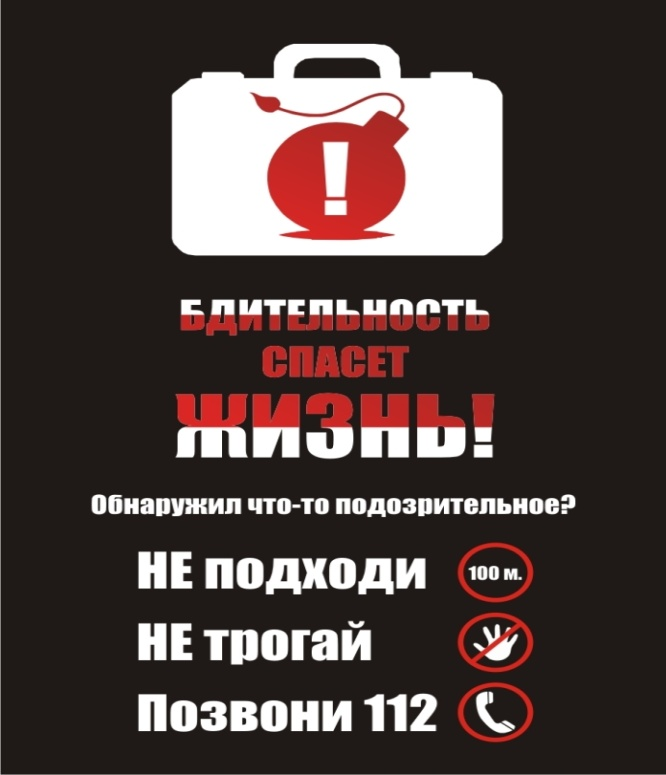 !
БДИТЕЛЬНОСТЬ
СПАСЕТ
ЖИЗНЬ!
Обнаружил что-то подозрительное?
НЕ подходи 100 м.
НЕ трогай
Позвони 112